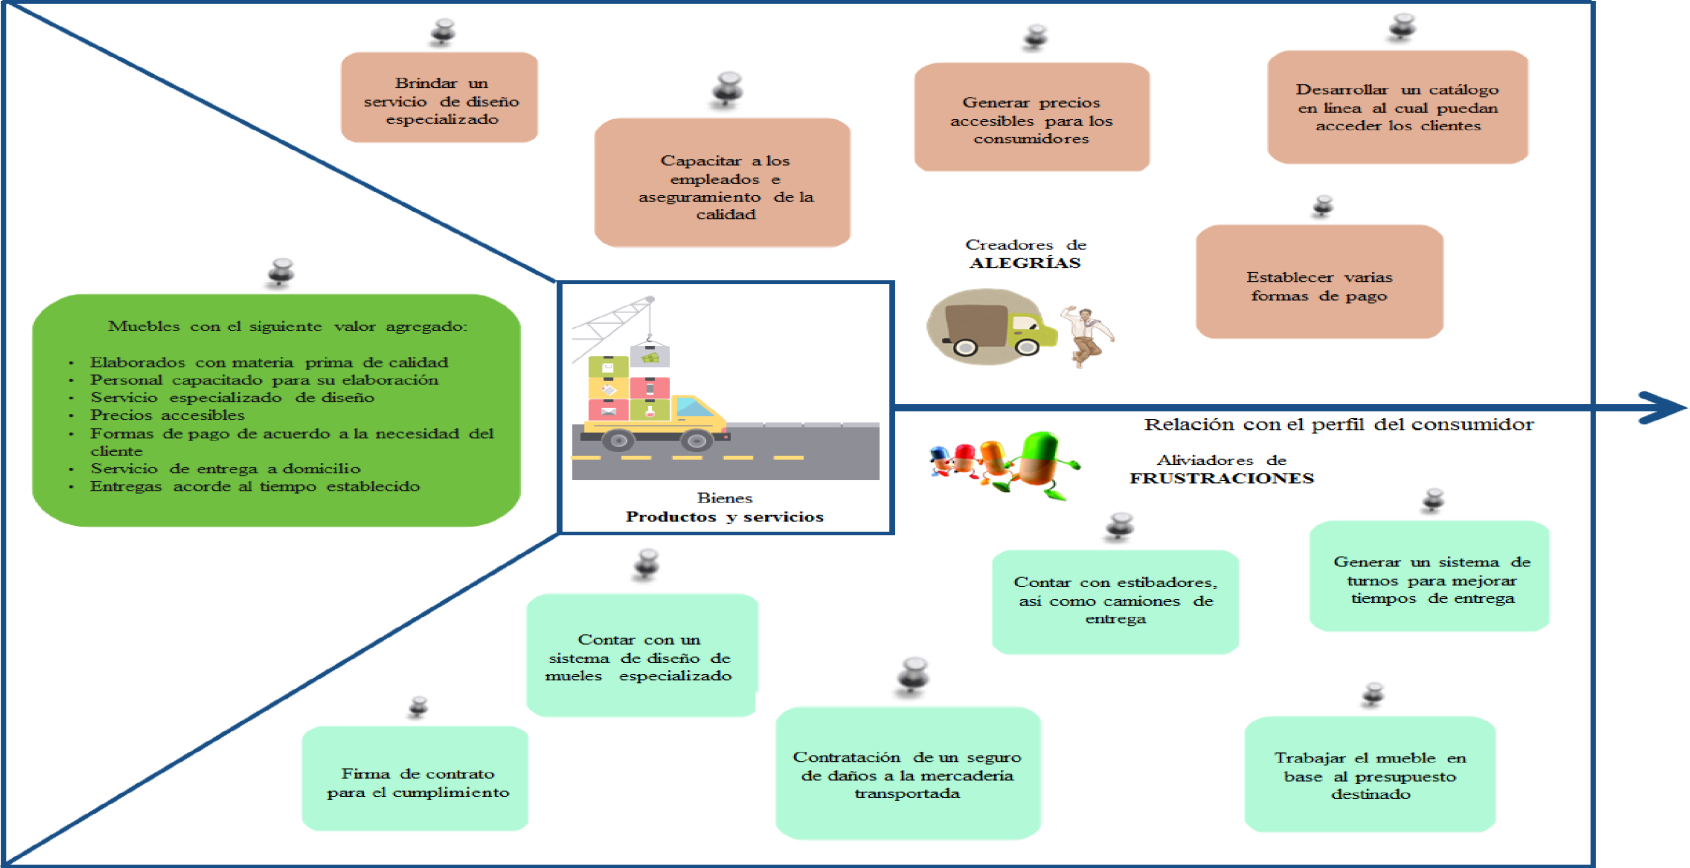 Brindar un
servicio de diseño
especializado
Capacitar a los
empleados e
aseguramiento de la
calidad
Generar precios
accesibles para los
consumidores
Desarrollar un catálogo
en línea al cual puedan
acceder los clientes
Creadores de
ALEGRÍAS
Establecer varias
formas de pago
Muebles con el siguiente valor agregado:
• Elaborados con materia prima de calidad
• Personal capacitado para su elaboración
• Servicio especializado de diseño
• Precios accesibles
• Formas de pago de acuerdo a la necesidad del
cliente
• Servicio de entrega a domicilio
• Entregas acorde al tiempo establecido
Bienes
Productos y servicios
Relación con el perfil del consumidor
Aliviadores de
FRUSTRACIONES
Contar con estibadores,
así como camiones de
entrega
Generar un sistema de
turnos para mejorar
tiempos de entrega
Contar con un
sistema de diseño de
mueles especializado
Firma de contrato
para el cumplimiento
Contratación de un seguro
de daños a la mercadería
transportada
Trabajar el mueble en
base al presupuesto
destinado